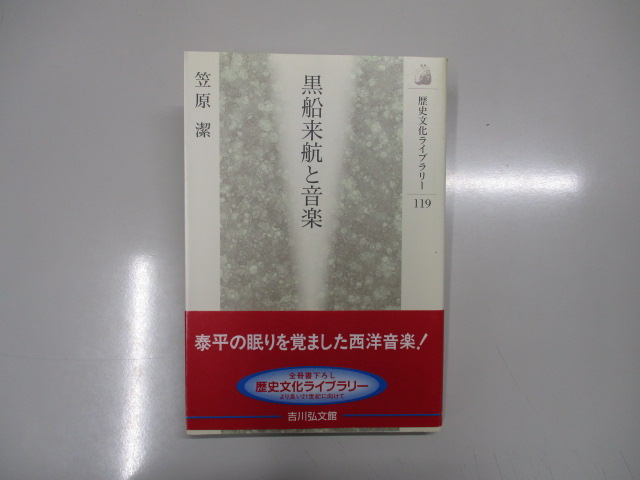 黒船来航と音楽
笠原 潔
歴史文化ライブラリー
119
泰平の眠りを覚ました西洋音楽!
全冊書下ろし
歴史文化ライブラリー
より良い21世紀に向けて
吉川弘文館